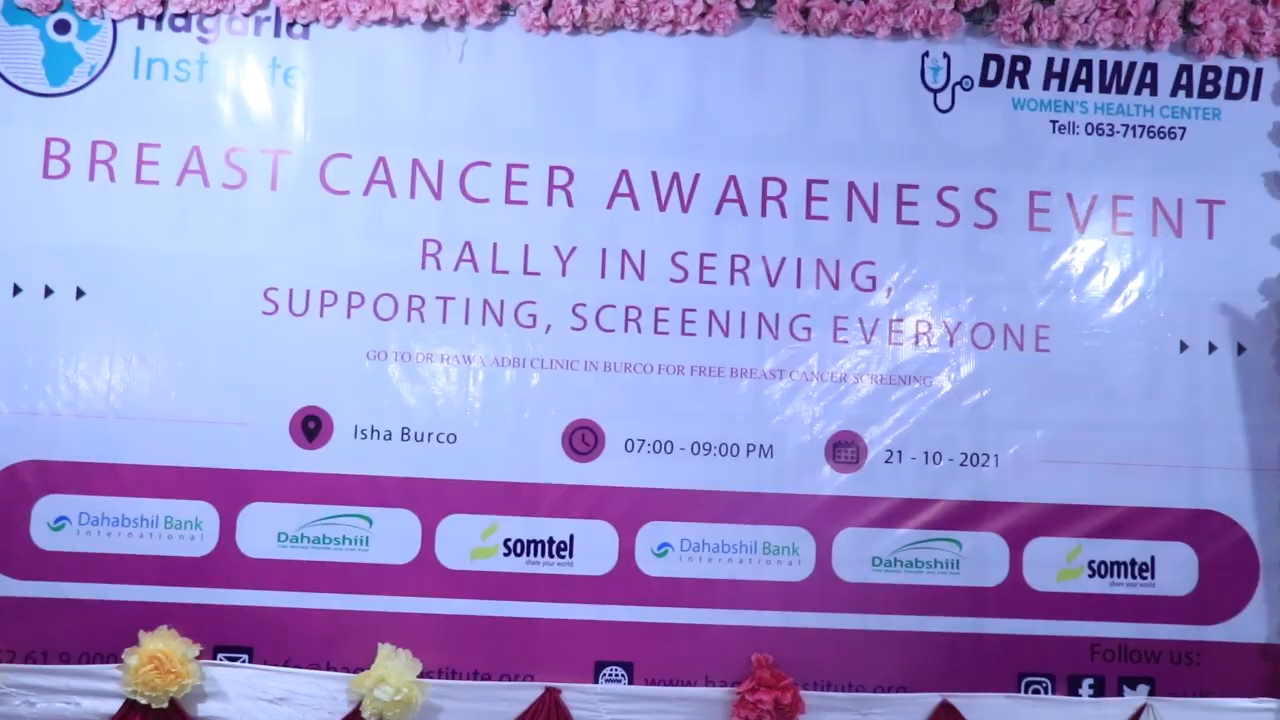 Hagarla
Institute
DR HAWA ABDI
WOMEN'S HEALTH CENTER
Tell: 063-7176667
BREAST CANCER AWARENESS EVENT
RALLY IN SERVING,
SUPPORTING, SCREENING EVERYONE
GO TO DR HAWA ADBI CLINIC IN BURCO FOR FREE BREAST CANCER SCREENING
Isha Burco
07:00 - 09:00 PM
21 - 10 - 2021
Dahabshil Bank
International
Dahabshiil
somtel
share your world
Dahabshil Bank
International
Dahabshiil
somtel
share your world
Follow us: